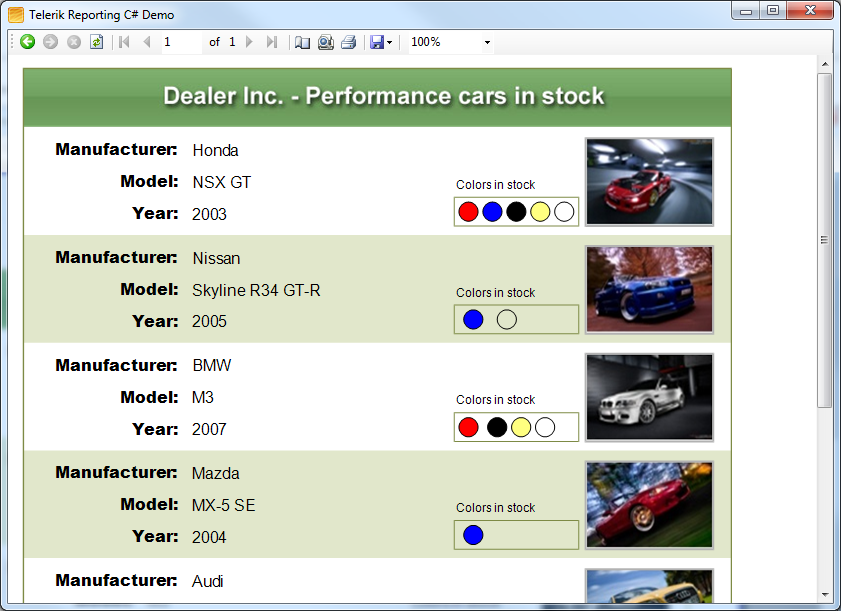 Telerik Reporting C# Demo
1 of 1 100%
Dealer Inc. - Performance cars in stock
Manufacturer: Honda
Model: NSX GT
Year: 2003
Colors in stock
Manufacturer: Nissan
Model: Skyline R34 GT-R
Year: 2005
Colors in stock
Manufacturer: BMW
Model: M3
Year: 2007
Colors in stock
Manufacturer: Mazda
Model: MX-5 SE
Year: 2004
Colors in stock
Manufacturer: Audi